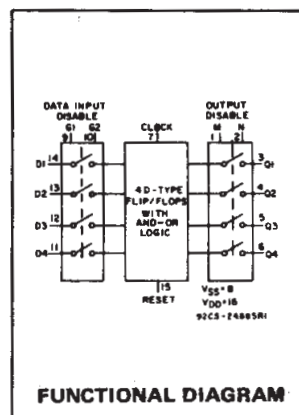 DATA INPUT DISABLE
G1 G2
9 10
CLOCK
7
OUTPUT DISABLE
M N
1 2
D1 14
D2 13
D3 12
D4 11
4 D-TYPE
FLIP/FLOPS
WITH
AND-OR
LOGIC
3 Q1
4 Q2
5 Q3
6 Q4
15
RESET
VSS=8
VDD=16
92CS-24885R1
FUNCTIONAL DIAGRAM